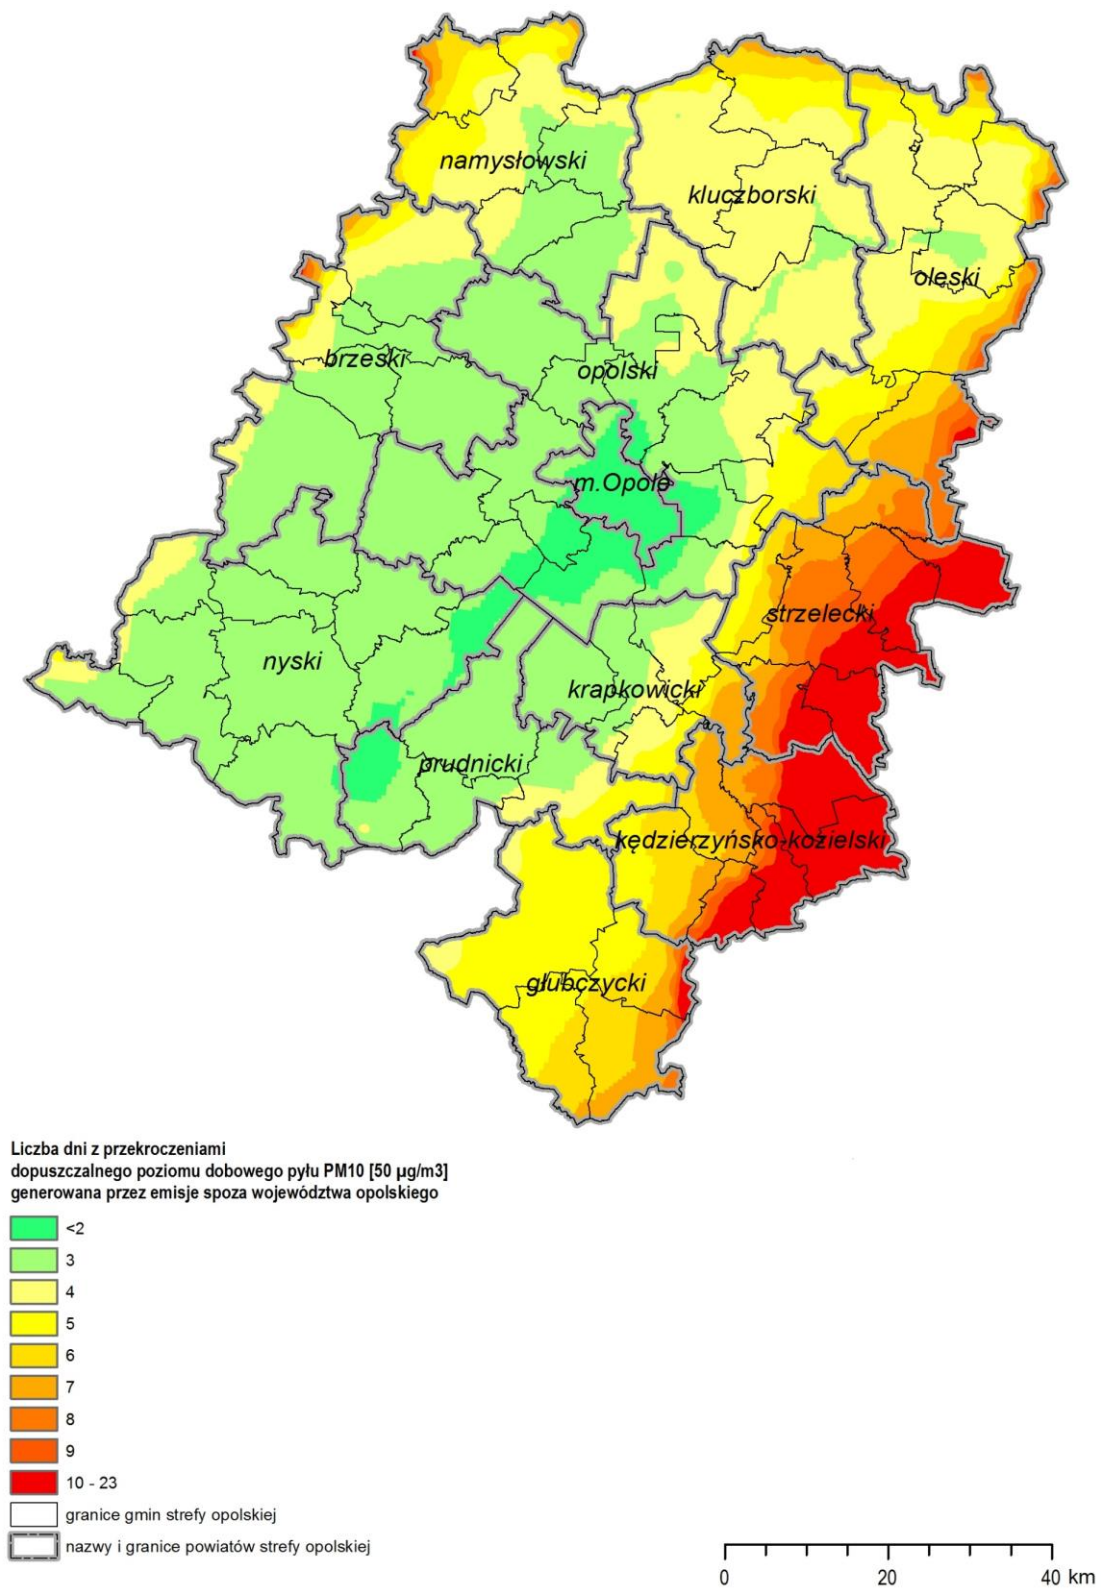 namysłowski
kluczborski
oleski
brzeski
opolski
m.Opole
strzelecki
nyski
krapkowicki
prudnicki
kędzierzyńsko-kozielski
głubczycki
Liczba dni z przekroczeniami
dopuszczalnego poziomu dobowego pyłu PM10 [50 µg/m3]
generowana przez emisje spoza województwa opolskiego
<2
3
4
5
6
7
8
9
10 - 23
granice gmin strefy opolskiej
nazwy i granice powiatów strefy opolskiej
0 20 40 km